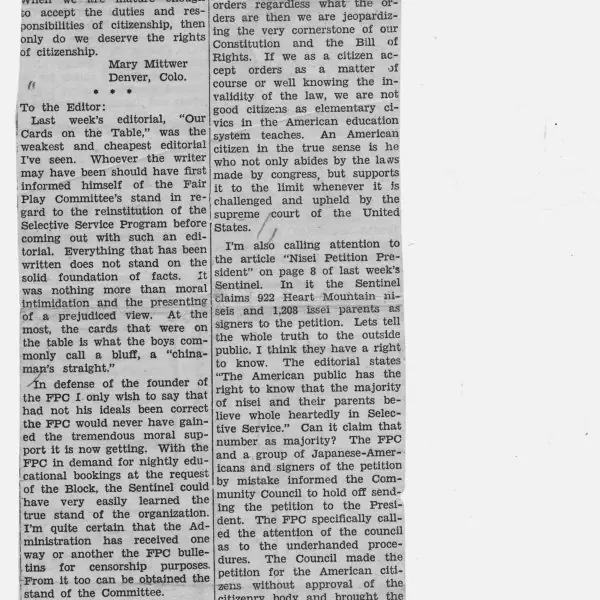 When we are mature enough
to accept the duties and res-
ponsibilities of citizenship, then
only do we deserve the rights
of citizenship.
Mary Mittwer
Denver, Colo.
* * *
To the Editor:
Last week's editorial, "Our
Cards on the Table," was the
weakest and cheapest editorial
I've seen. Whoever the writer
may have been should have first
informed himself of the Fair
Play Committee's stand in re-
gard to the reinstitution of the
Selective Service Program before
coming out with such an edi-
torial. Everything that has been
written does not stand on the
solid foundation of facts. It
was nothing more than moral
intimidation and the presenting
of a prejudiced view. At the
most, the cards that were on
the table is what the boys com-
monly call a bluff, a "china-
man's straight."
In defense of the founder of
the FPC I only wish to say that
had not his ideals been correct
the FPC would never have gain-
ed the tremendous moral sup-
port it is now getting. With the
FPC in demand for nightly edu-
cational bookings at the request
of the Block, the Sentinel could
have very easily learned the
true stand of the organization.
I'm quite certain that the Ad-
ministration has received one
way or another the FPC bulle-
tins for censorship purposes.
From it too can be obtained the
stand of the Committee.
orders regardless what the or-
ders are then we are jeopardiz-
ing the very cornerstone of our
Constitution and the Bill of
Rights. If we as a citizen ac-
cept orders as a matter of
course or well knowing the in-
validity of the law, we are not
good citizens as elementary ci-
vics in the American education
system teaches. An American
citizen in the true sense is he
who not only abides by the laws
made by congress, but supports
it to the limit whenever it is
challenged and upheld by the
supreme court of the United
States.
I'm also calling attention to
the article "Nisei Petition Pre-
sident" on page 8 of last week's
Sentinel. In it the Sentinel
claims 922 Heart Mountain ni-
seis and 1,208 issei parents as
signers to the petition. Lets tell
the whole truth to the outside
public. I think they have a right
to know. The editorial states
"The American public has the
right to know that the majority
of nisei and their parents be-
lieve whole heartedly in Selec-
tive Service." Can it claim that
number as majority? The FPC
and a group of Japanese-Amer-
icans and signers of the petition
by mistake informed the Com-
munity Council to hold off send-
ing the petition to the Presi-
dent. The FPC specifically call-
ed the attention of the council
as to the underhanded proce-
dures. The Council made the
petition for the American citi-
zens without approval of the
citizenry body and brought the